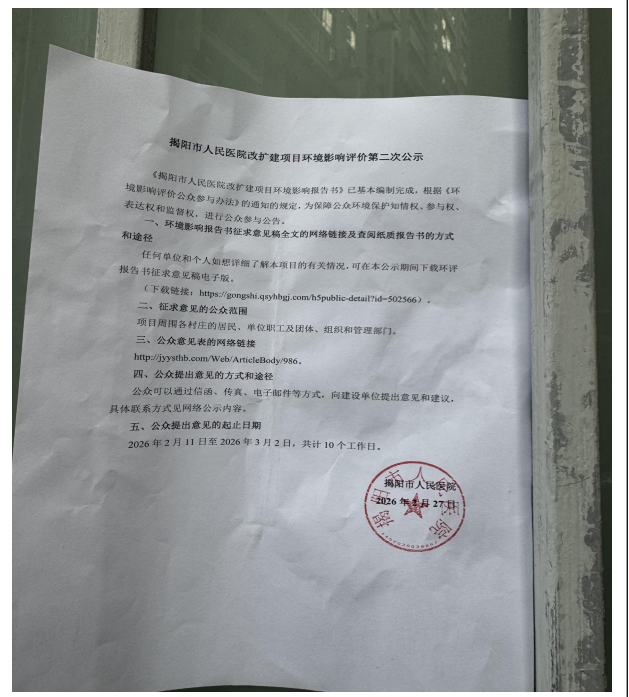 揭阳市人民医院改扩建项目环境影响评价第二次公示
《揭阳市人民医院改扩建项目环境影响报告书》已基本编制完成，根据《环
境影响评价公众参与办法》的通知的规定，为保障公众环境保护知情权、参与权、
表达权和监督权，进行公众参与公告。
一、环境影响报告书征求意见稿全文的网络链接及查阅纸质报告书的方式
和途径
任何单位和个人如想详细了解本项目的有关情况，可在本公示期间下载环评
报告书征求意见稿电子版。
（下载链接：https://gongshi.qsyhbgj.com/h5public-detail?id=502566）。
二、征求意见的公众范围
项目周围各村庄的居民、单位职工及团体、组织和管理部门。
三、公众意见表的网络链接
http://jyysthb.com/Web/ArticleBody/986。
四、公众提出意见的方式和途径
公众可以通过信函、传真、电子邮件等方式，向建设单位提出意见和建议，
具体联系方式见网络公示内容。
五、公众提出意见的起止日期
2026 年 2 月 11 日至 2026 年 3 月 2 日，共计 10 个工作日。
揭阳市人民医院
2026 年 2 月 27 日
揭阳市人民医院